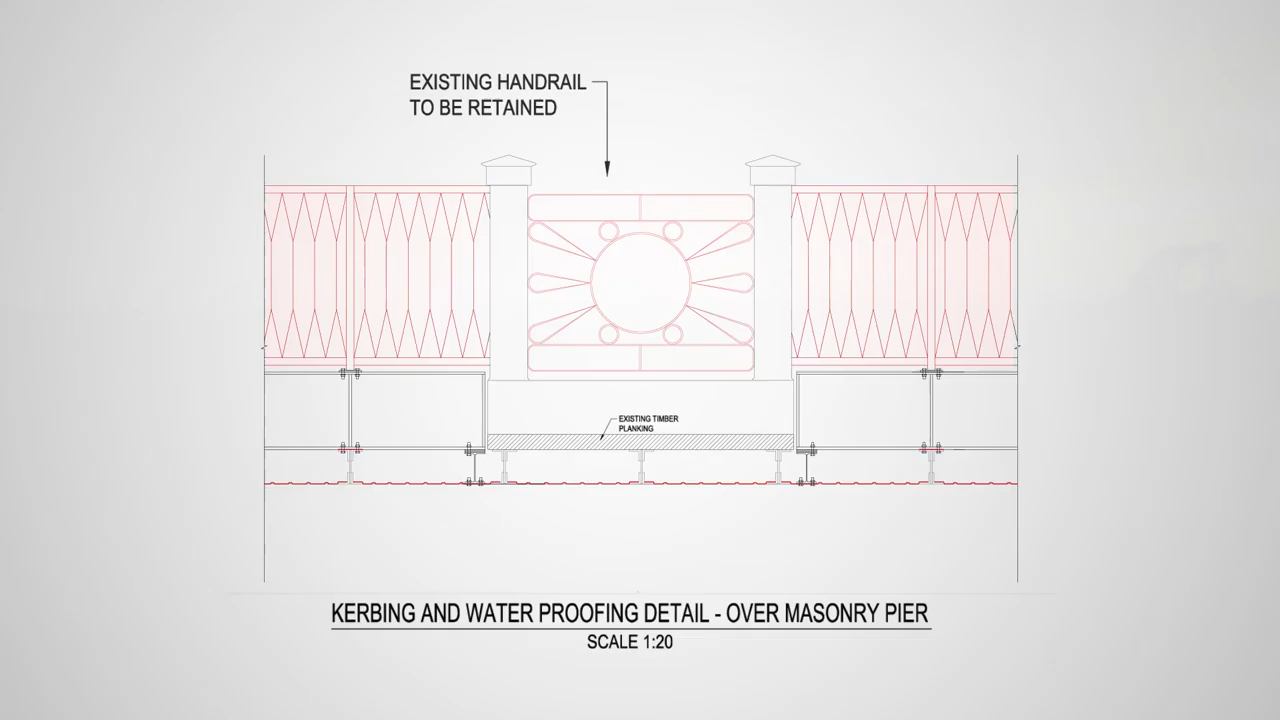 EXISTING HANDRAIL
TO BE RETAINED
EXISTING TIMBER
PLANKING
KERBING AND WATER PROOFING DETAIL - OVER MASONRY PIER
SCALE 1:20